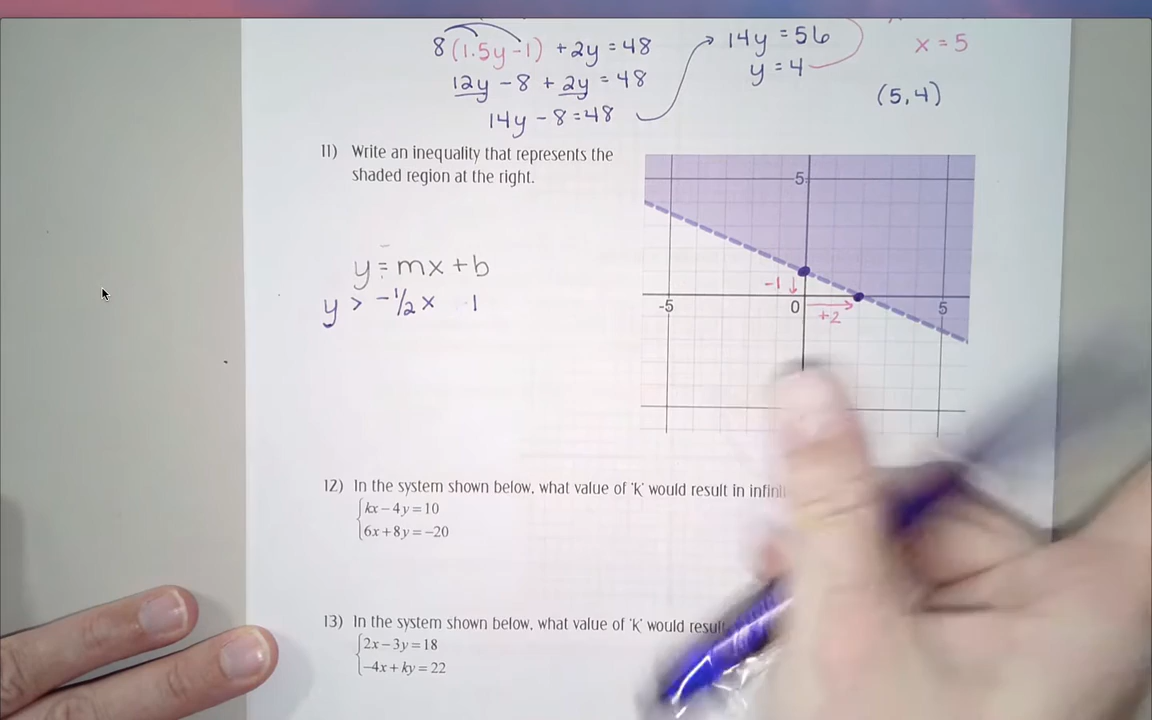 8(1.5y-1) + 2y = 48
12y - 8 + 2y = 48
14y - 8 = 48
14y = 56
y = 4
x = 5
(5,4)
11) Write an inequality that represents the
shaded region at the right.
y = mx + b
y > -1/2 x 1
5
-5
0
5
-1
+2
12) In the system shown below, what value of 'K' would result in
kx - 4y = 10
6x + 8y = -20
13) In the system shown below, what value of 'K' would
2x - 3y = 18
-4x + ky = 22